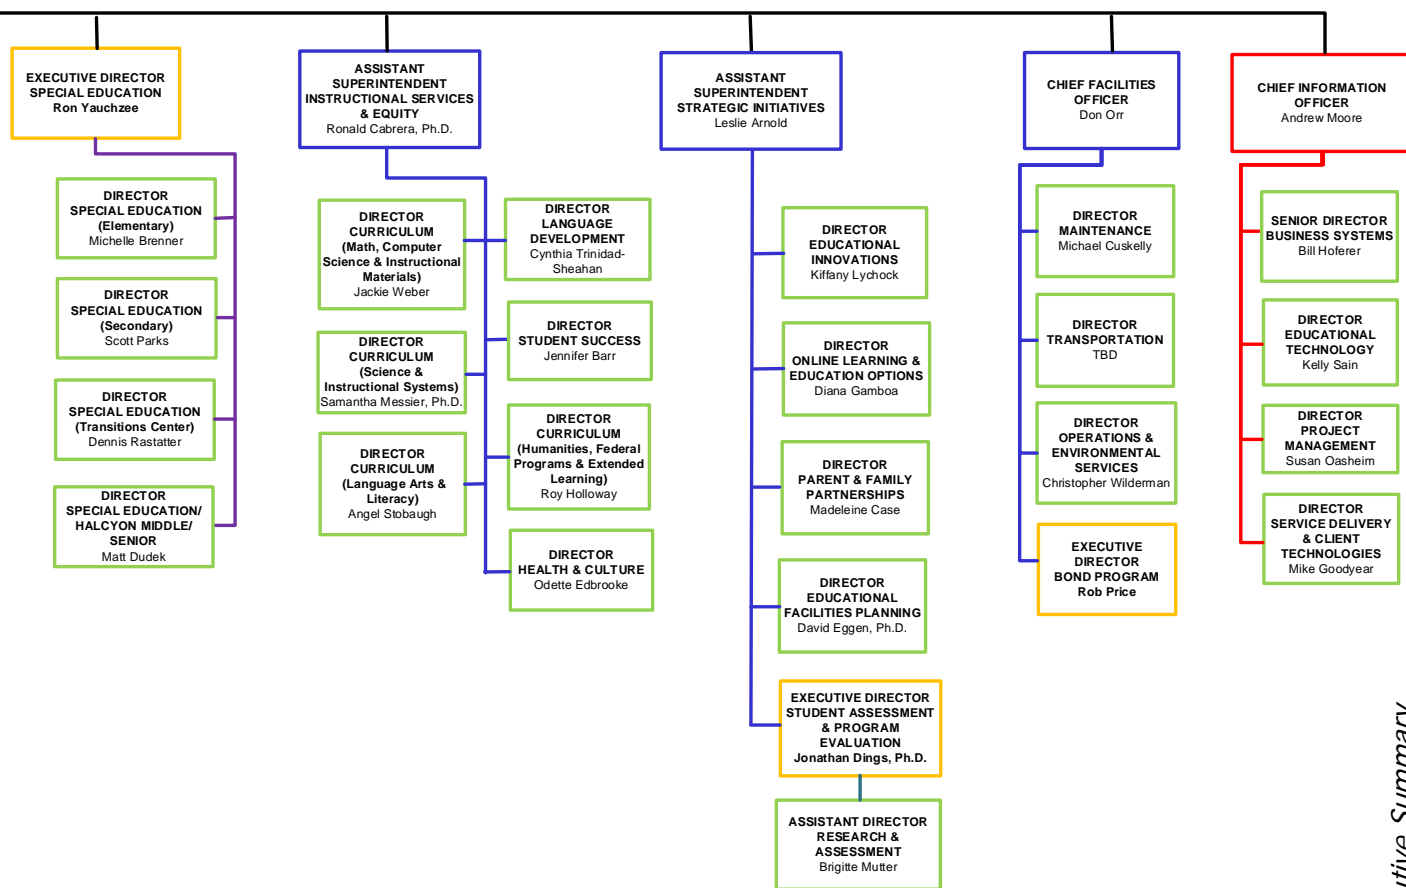 EXECUTIVE DIRECTOR
SPECIAL EDUCATION
Ron Yauchzee
DIRECTOR
SPECIAL EDUCATION
(Elementary)
Michelle Brenner
DIRECTOR
SPECIAL EDUCATION
(Secondary)
Scott Parks
DIRECTOR
SPECIAL EDUCATION
(Transitions Center)
Dennis Rastatter
DIRECTOR
SPECIAL EDUCATION/
HALCYON MIDDLE/
SENIOR
Matt Dudek
ASSISTANT
SUPERINTENDENT
INSTRUCTIONAL SERVICES
& EQUITY
Ronald Cabrera, Ph.D.
DIRECTOR
CURRICULUM
(Math, Computer
Science & Instructional
Materials)
Jackie Weber
DIRECTOR
CURRICULUM
(Science &
Instructional Systems)
Samantha Messier, Ph.D.
DIRECTOR
CURRICULUM
(Language Arts &
Literacy)
Angel Stobaugh
DIRECTOR
LANGUAGE
DEVELOPMENT
Cynthia Trinidad-
Sheahan
DIRECTOR
STUDENT SUCCESS
Jennifer Barr
DIRECTOR
CURRICULUM
(Humanities, Federal
Programs & Extended
Learning)
Roy Holloway
DIRECTOR
HEALTH & CULTURE
Odette Edbrooke
ASSISTANT
SUPERINTENDENT
STRATEGIC INITIATIVES
Leslie Arnold
DIRECTOR
EDUCATIONAL
INNOVATIONS
Kiffany Lychock
DIRECTOR
ONLINE LEARNING &
EDUCATION OPTIONS
Diana Gamboa
DIRECTOR
PARENT & FAMILY
PARTNERSHIPS
Madeleine Case
DIRECTOR
EDUCATIONAL
FACILITIES PLANNING
David Eggen, Ph.D.
EXECUTIVE DIRECTOR
STUDENT ASSESSMENT
& PROGRAM
EVALUATION
Jonathan Dings, Ph.D.
ASSISTANT DIRECTOR
RESEARCH &
ASSESSMENT
Brigitte Mutter
CHIEF FACILITIES
OFFICER
Don Orr
DIRECTOR
MAINTENANCE
Michael Cuskelly
DIRECTOR
TRANSPORTATION
TBD
DIRECTOR
OPERATIONS &
ENVIRONMENTAL
SERVICES
Christopher Wilderman
EXECUTIVE
DIRECTOR
BOND PROGRAM
Rob Price
CHIEF INFORMATION
OFFICER
Andrew Moore
SENIOR DIRECTOR
BUSINESS SYSTEMS
Bill Hoferer
DIRECTOR
EDUCATIONAL
TECHNOLOGY
Kelly Sain
DIRECTOR
PROJECT
MANAGEMENT
Susan Oasheim
DIRECTOR
SERVICE DELIVERY
& CLIENT
TECHNOLOGIES
Mike Goodyear
Summary